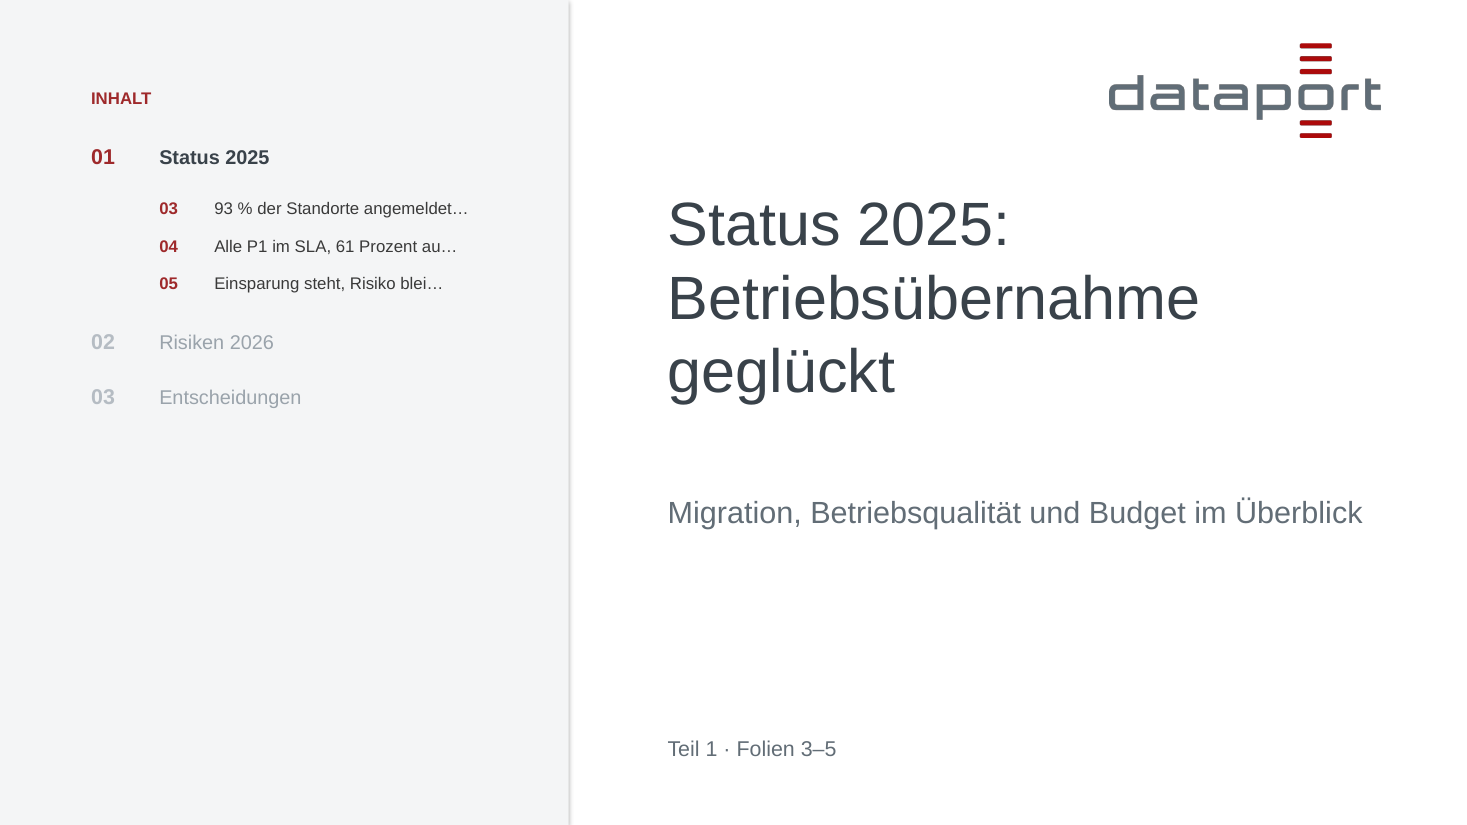 INHALT
01 Status 2025
03 93 % der Standorte angemeldet…
04 Alle P1 im SLA, 61 Prozent au…
05 Einsparung steht, Risiko blei…
02 Risiken 2026
03 Entscheidungen
dataport
Status 2025:
Betriebsübernahme
geglückt
Migration, Betriebsqualität und Budget im Überblick
Teil 1 · Folien 3–5